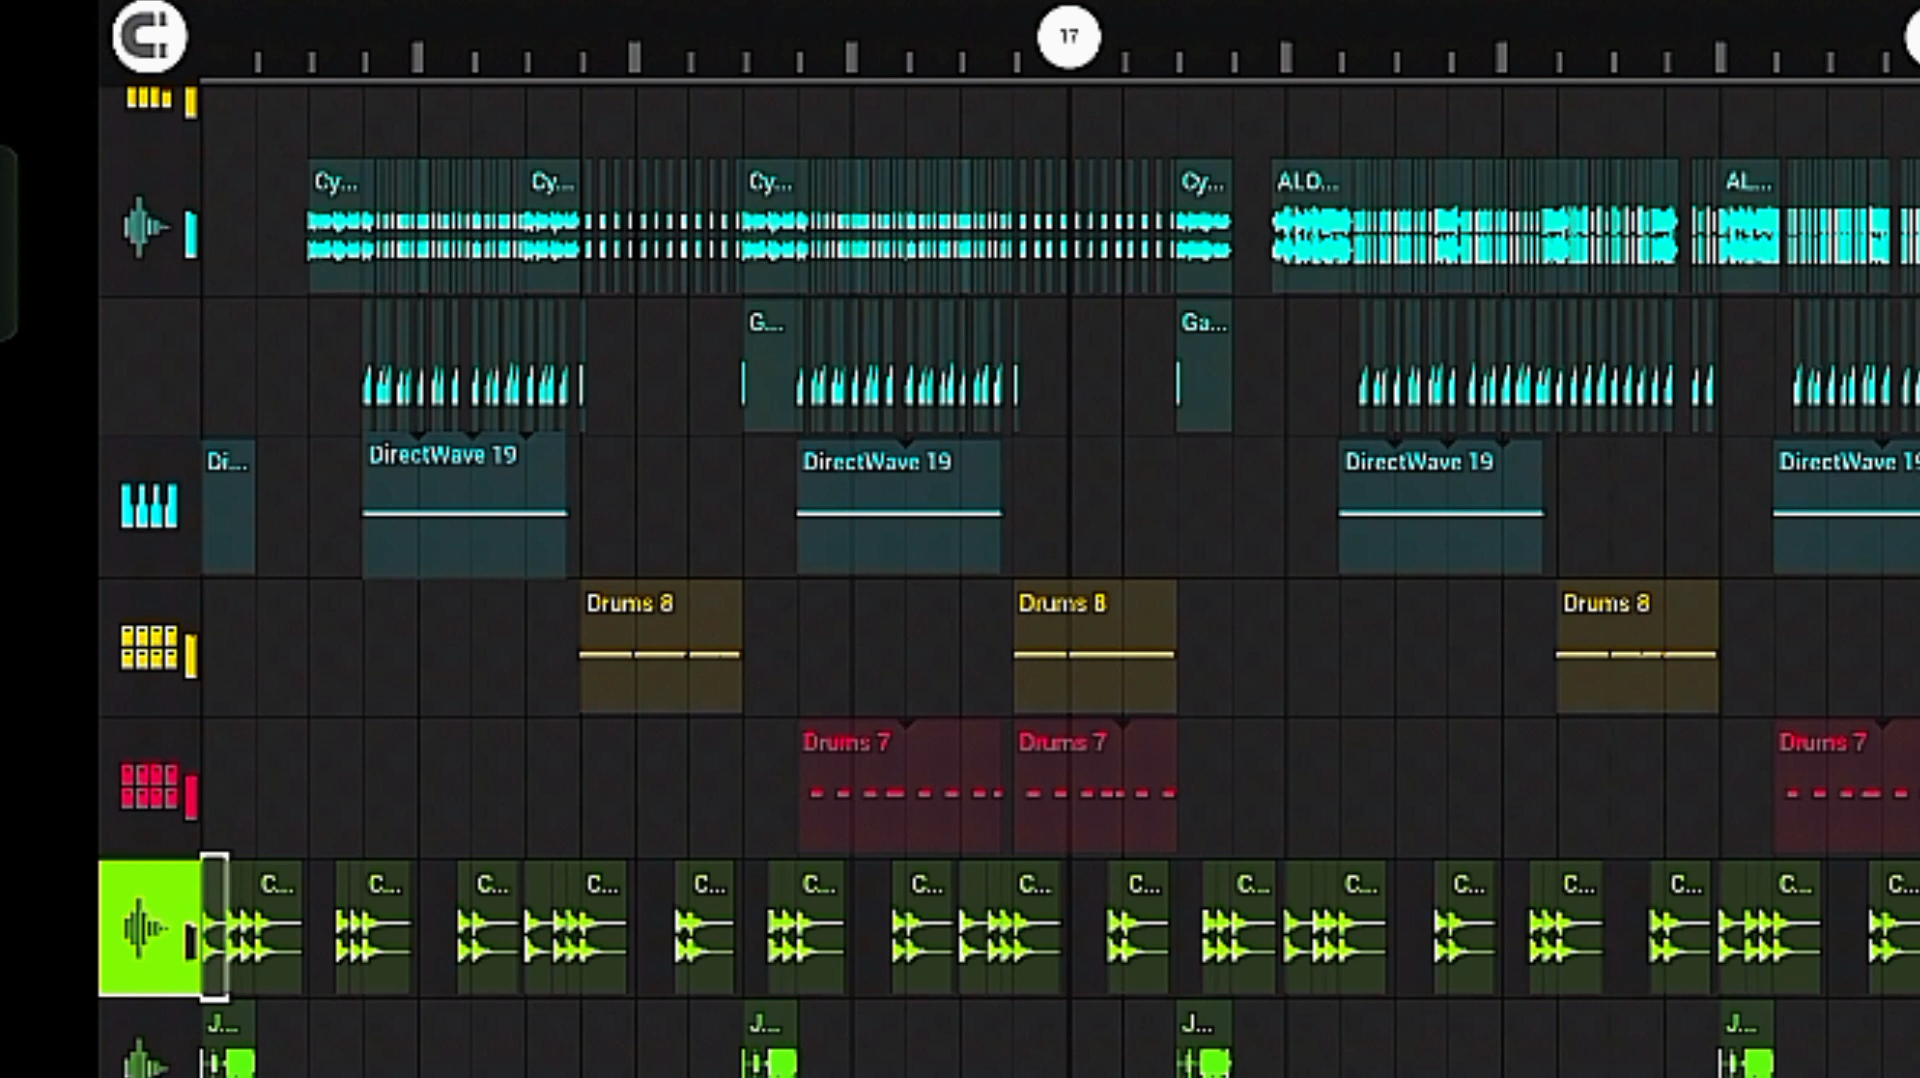 17
Cy... Cy... Cy... Cy... ALO... AL...
G... Ga...
Di... DirectWave 19 DirectWave 19 DirectWave 19 DirectWave 19
Drums 8 Drums 8 Drums 8
Drums 7 Drums 7 Drums 7
C... C... C... C... C... C... C... C... C... C... C... C... C... C... C... C...
J... J... J... J...